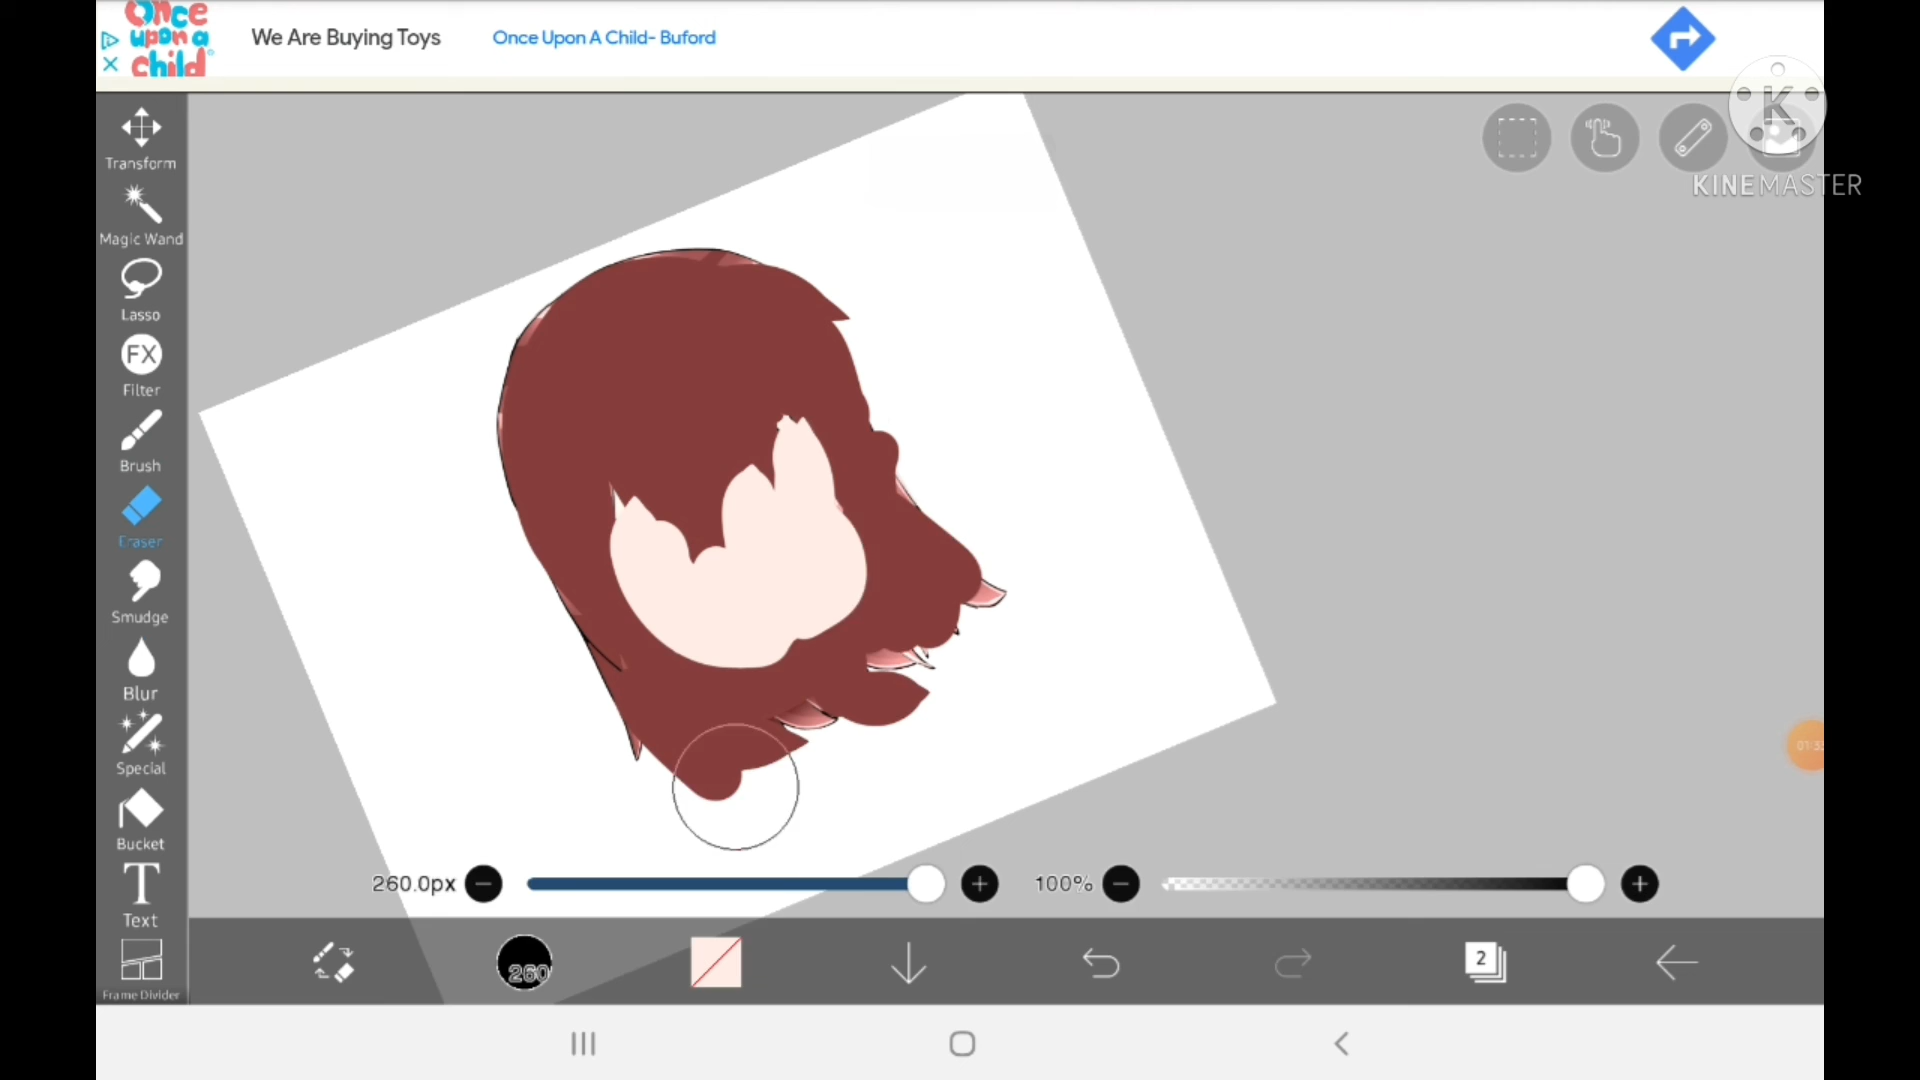 Once
upon a
child
We Are Buying Toys
Once Upon A Child- Buford
K
KINEMASTER
Transform
Magic Wand
Lasso
FX
Filter
Brush
Eraser
Smudge
Blur
Special
Bucket
T
Text
Frame Divider
260.0px
100%
260
2